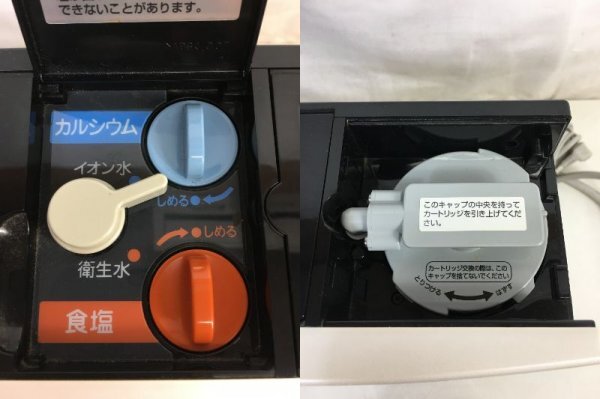 できないことがあります。
カルシウム
イオン水
しめる
しめる
衛生水
食塩
このキャップの中央を持って
カートリッジを引き上げてくだ
さい。
カートリッジ交換の際は、この
キャップを捨てないでください
とりつける
はずす